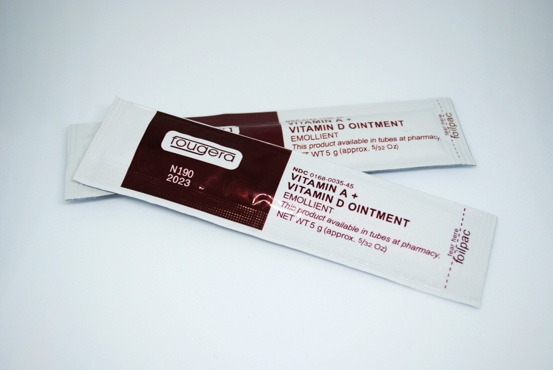 VITAMIN A +
VITAMIN D OINTMENT
EMOLLIENT
This product available in tubes at pharmacy.
WT 5 g (approx. 5/32 Oz)
foilpac
fougera
N190
2023
NDC 0168-0035-45
VITAMIN A +
VITAMIN D OINTMENT
EMOLLIENT
This product available in tubes at pharmacy.
NET WT 5 g (approx. 5/32 Oz)
tear here
foilpac